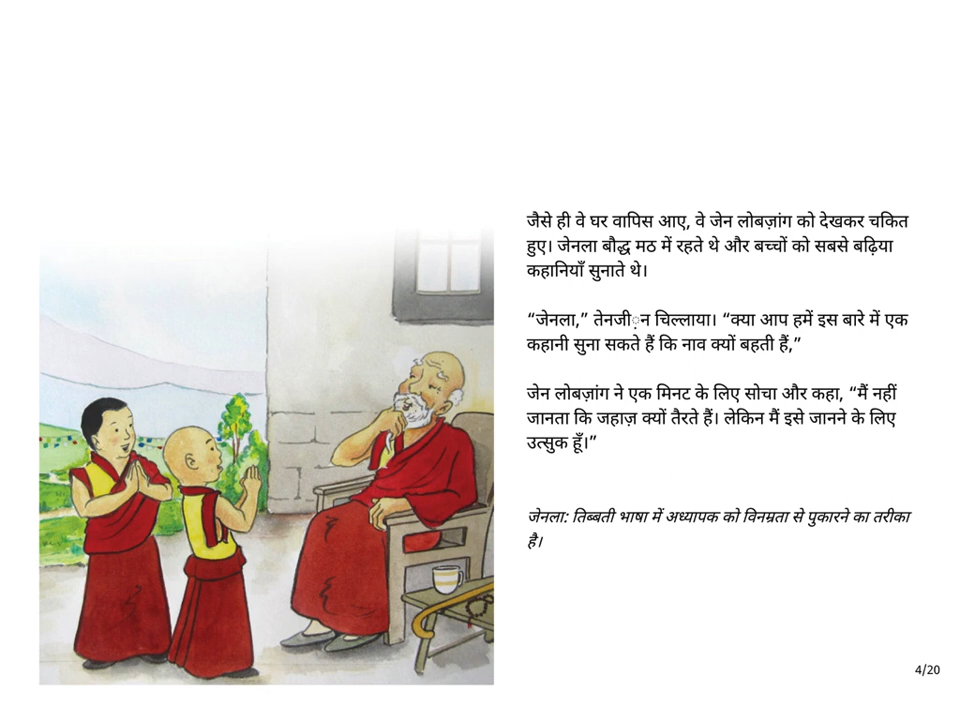 जैसे ही वे घर वापिस आए, वे जेन लोबज़ांग को देखकर चकित
हुए। जेनला बौद्ध मठ में रहते थे और बच्चों को सबसे बढ़िया
कहानियाँ सुनाते थे।
“जेनला,” तेनजी़न चिल्लाया। “क्या आप हमें इस बारे में एक
कहानी सुना सकते हैं कि नाव क्यों बहती हैं,”
जेन लोबज़ांग ने एक मिनट के लिए सोचा और कहा, “मैं नहीं
जानता कि जहाज़ क्यों तैरते हैं। लेकिन मैं इसे जानने के लिए
उत्सुक हूँ।”
जेनला: तिब्बती भाषा में अध्यापक को विनम्रता से पुकारने का तरीका
है।
4/20